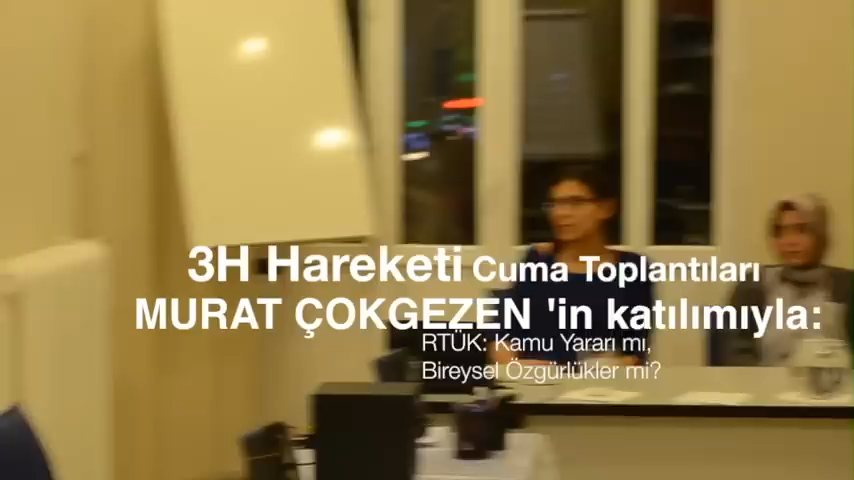 3H Hareketi Cuma Toplantıları
MURAT ÇOKGEZEN 'in katılımıyla:
RTÜK: Kamu Yararı mı,
Bireysel Özgürlükler mi?